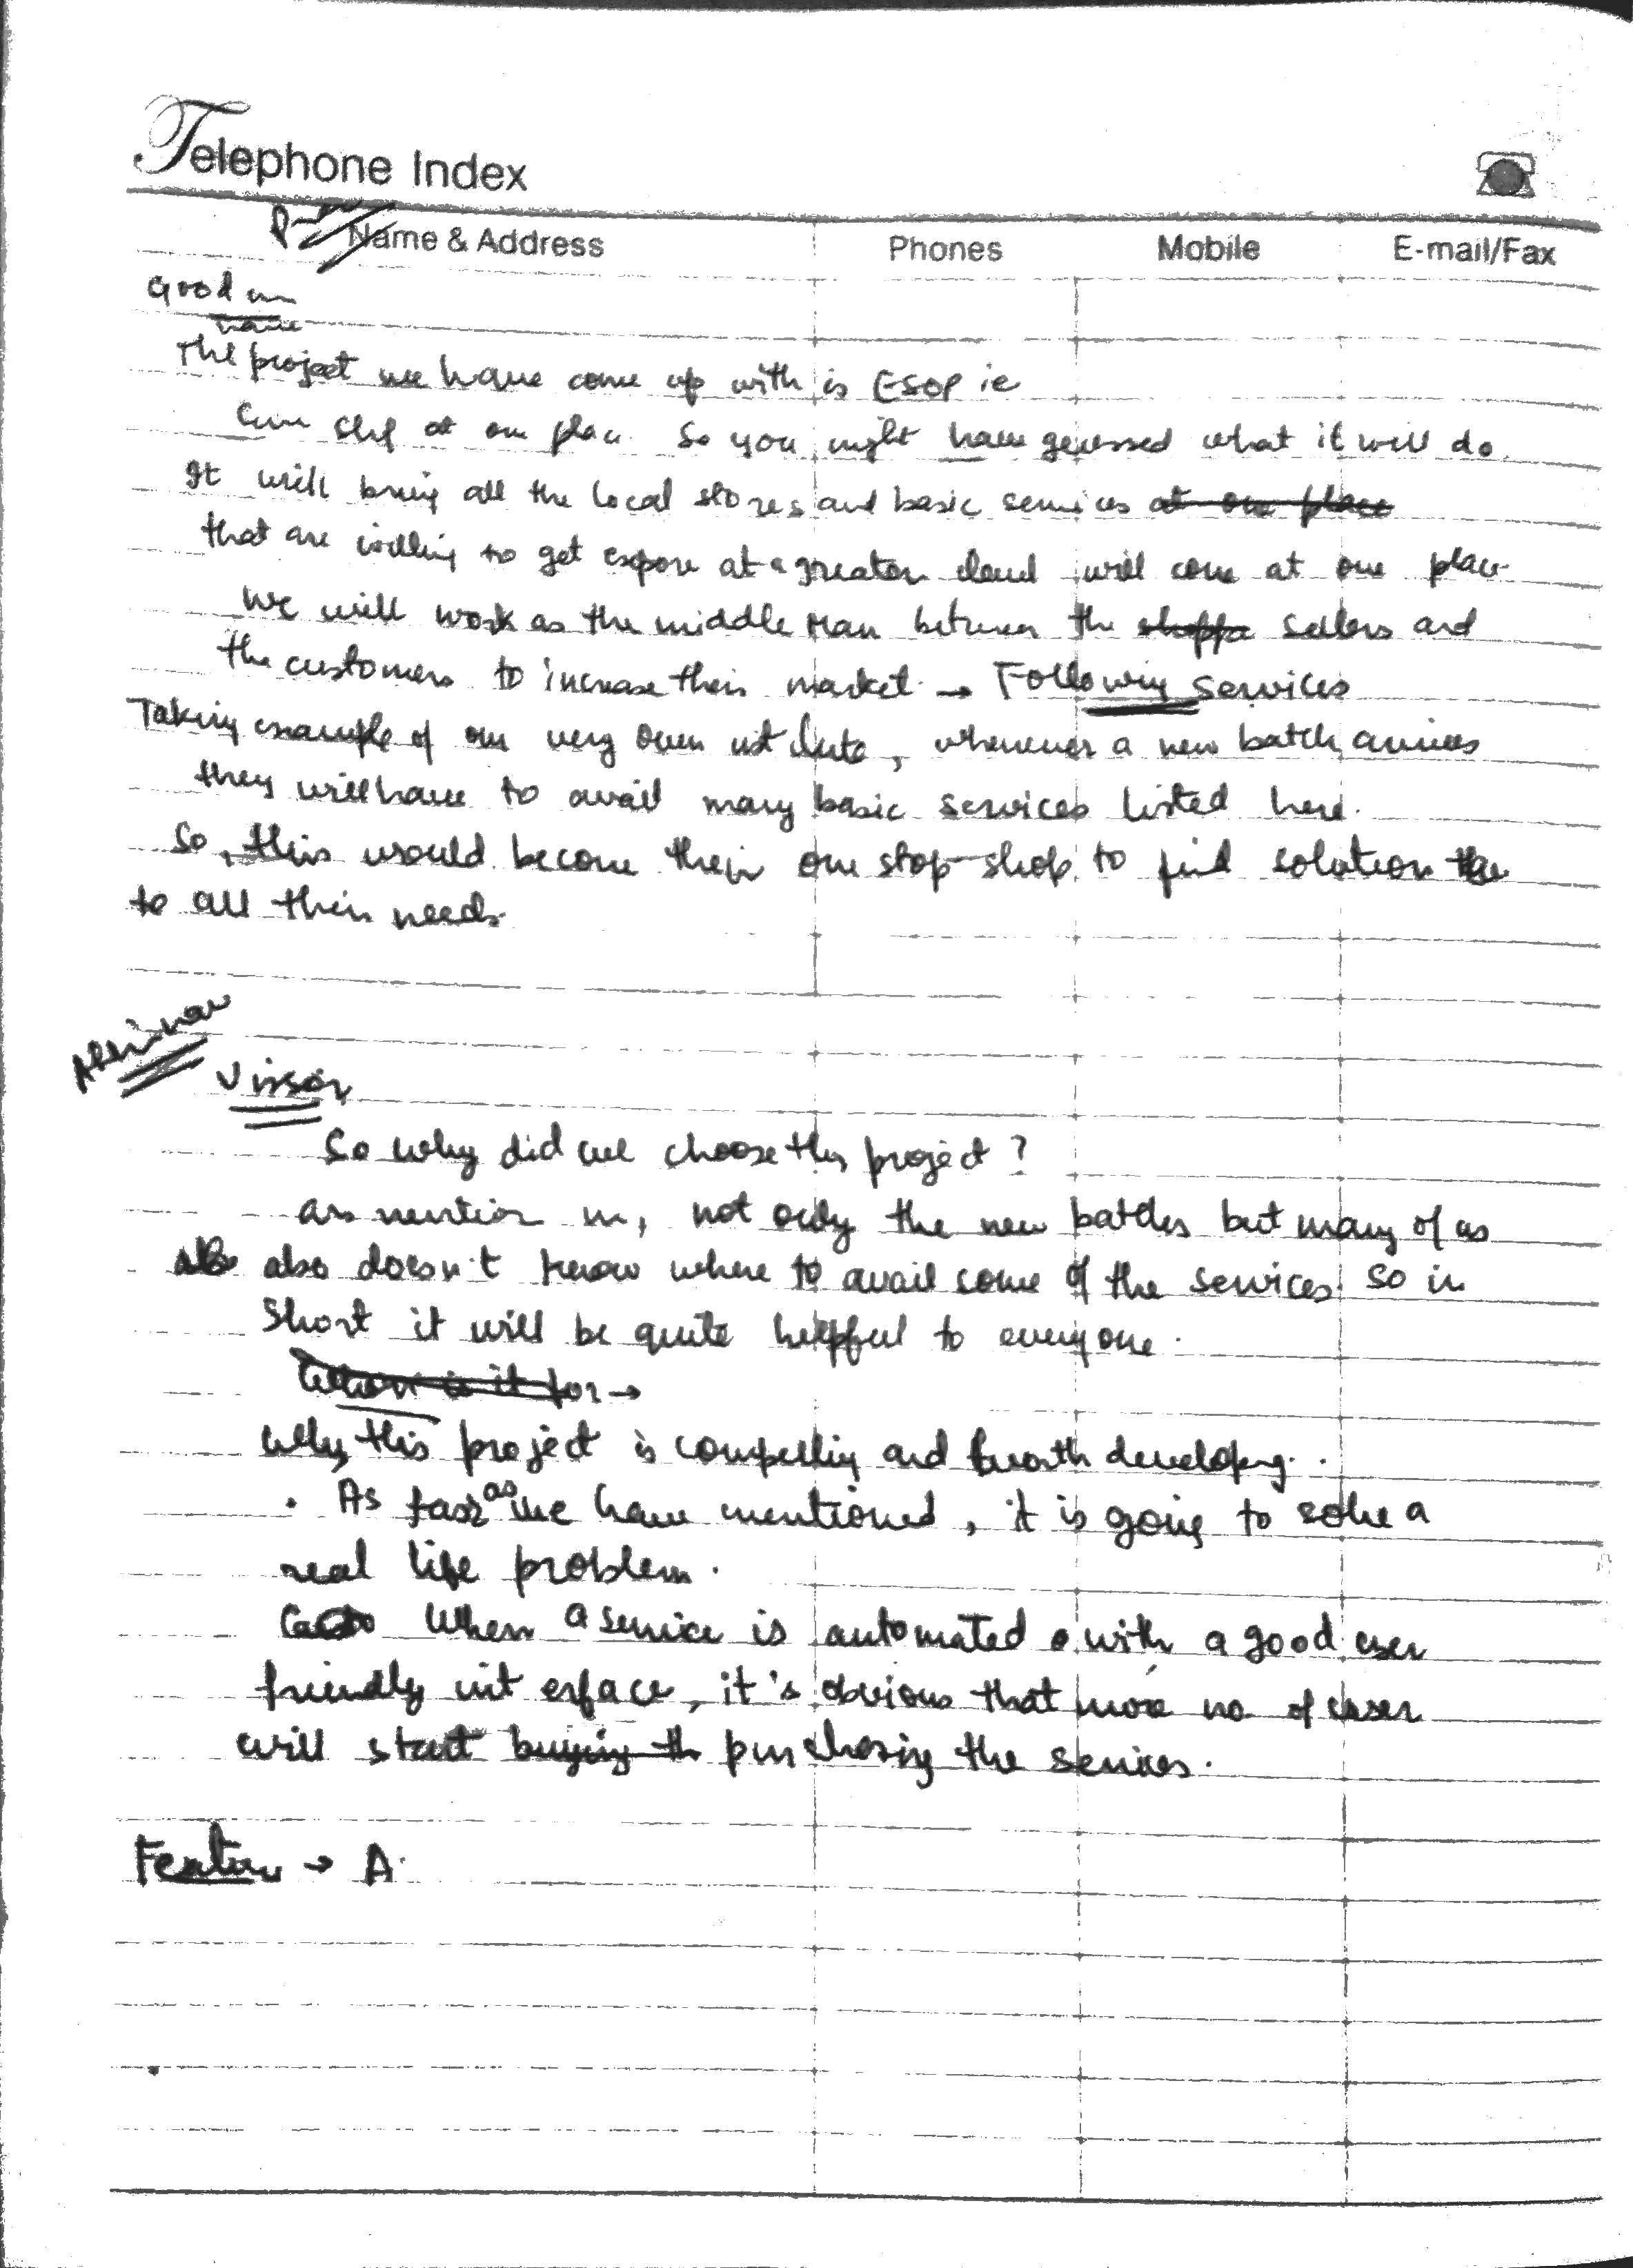 Telephone Index
Name & Address Phones Mobile E-mail/Fax
Good
have
The project we have come up with is ESOP ie
at one place. So you might have guessed what it will do.
It will bring all the local stores and basic services at one place
that are willing to get expose at a greater will come at one place.
We will work as the middle man between the sellers and
the customers to increase their market → Following services
Taking example of our very own institute, whenever a new batch arrives
they will have to avail many basic services listed here.
So, this would become their one stop-shop to find solution
to all their needs.
Vision
So why did we choose this project?
as mention in, not only the new batches but many of us
also doesn't know where to avail some of the services. So in
short it will be quite helpful to everyone.
Whom is it for →
Why this project is compelling and worth developing.
. As far as we have mentioned, it is going to solve a
real life problem.
When a service is automated with a good user
friendly interface, it's obvious that more no of user
will start buying th purchasing the services.
Feature → A.